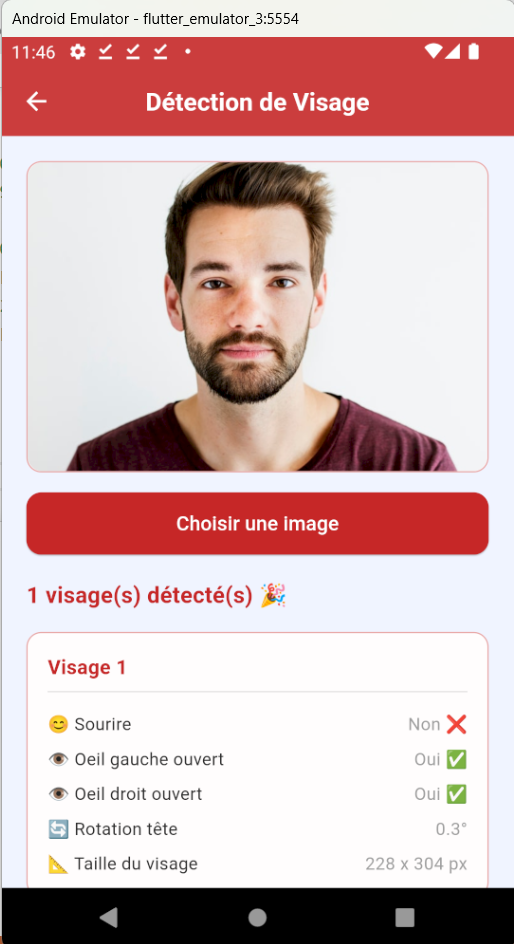 Android Emulator - flutter_emulator_3:5554
11:46
Détection de Visage
Choisir une image
1 visage(s) détecté(s) 🎉
Visage 1
😊 Sourire Non ❌
👁️ Oeil gauche ouvert Oui ✅
👁️ Oeil droit ouvert Oui ✅
🔄 Rotation tête 0.3°
📐 Taille du visage 228 x 304 px